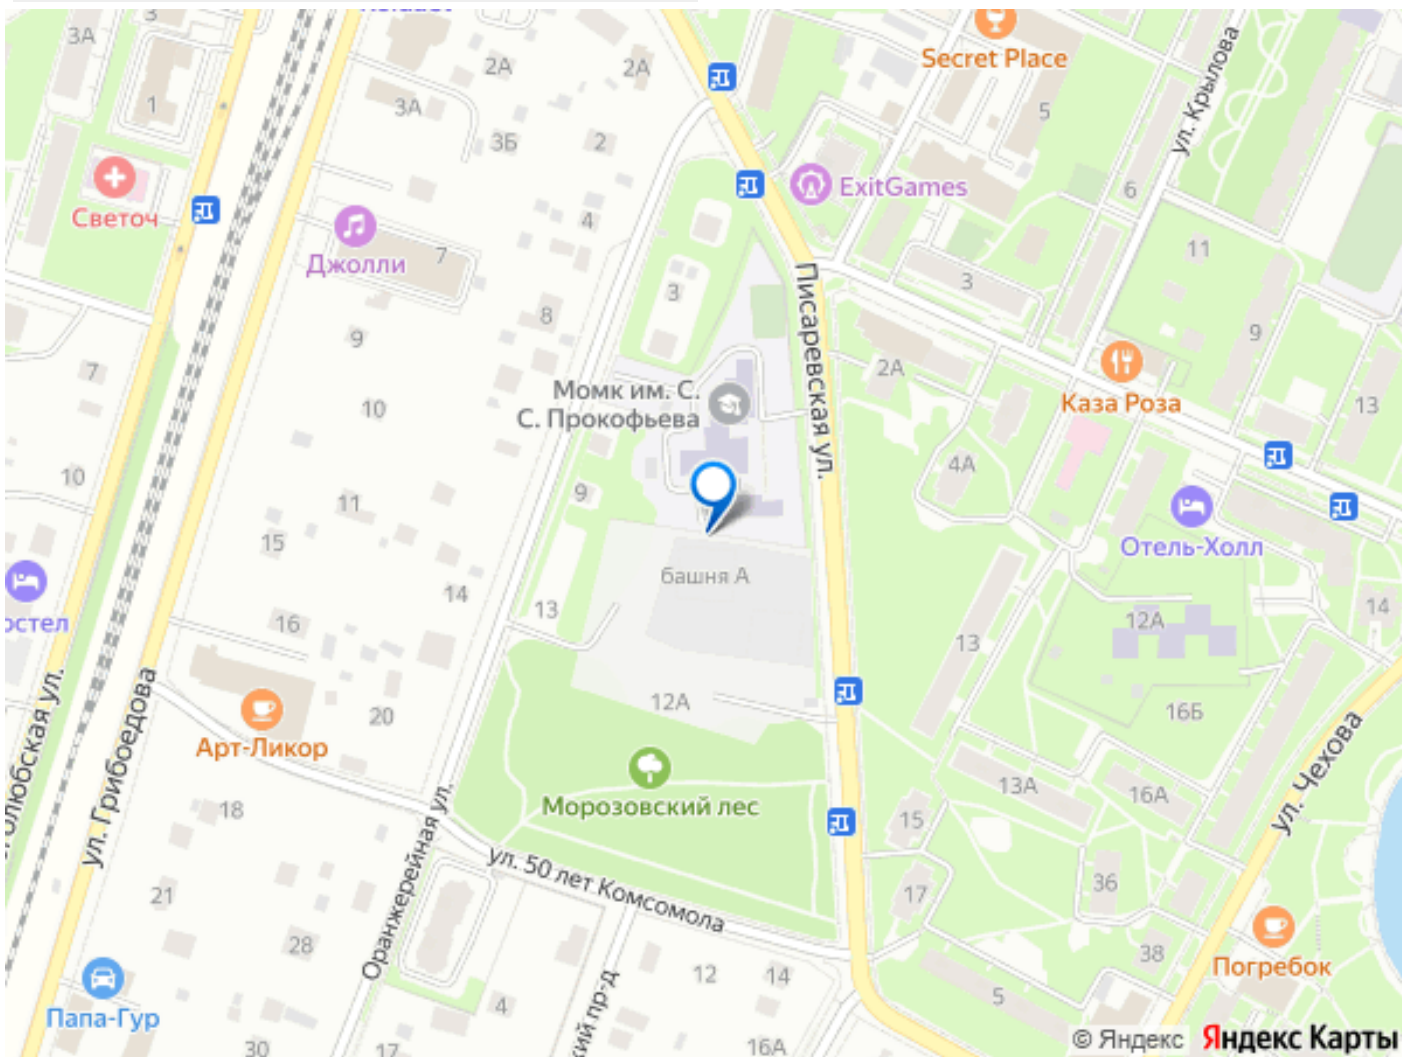 3А
2А
2А
Secret Place
ул. Крылова
1
3А
5
3Б
2
ExitGames
6
Светоч
4
11
Джолли
7
Писаревская ул.
3
3
8
9
9
2А
7
Момк им. С.
С. Прокофьева
10
Каза Роза
13
4А
10
9
11
15
Отель-Холл
башня А
14
13
14
16
12А
13
12А
16Б
20
Арт-Ликор
ул. Грибоедова
ул. Чехова
Морозовский лес
13А
16А
18
15
Оранжерейная ул.
ул. 50 лет Комсомола
21
17
36
28
38
Погребок
12
14
5
4
Папа-Гур
30
17
16А
© Яндекс Яндекс Карты